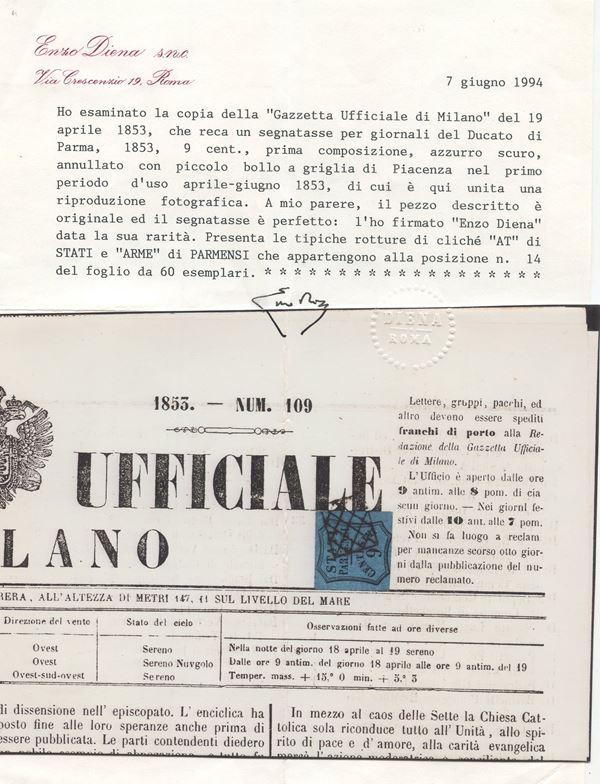 Enzo Diena s.n.c.
Via Crescenzio 19, Roma
7 giugno 1994
Ho esaminato la copia della "Gazzetta Ufficiale di Milano" del 19
aprile 1853, che reca un segnatasse per giornali del Ducato di
Parma, 1853, 9 cent., prima composizione, azzurro scuro,
annullato con piccolo bollo a griglia di Piacenza nel primo
periodo d'uso aprile-giugno 1853, di cui è qui unita una
riproduzione fotografica. A mio parere, il pezzo descritto è
originale ed il segnatasse è perfetto: l'ho firmato "Enzo Diena"
data la sua rarità. Presenta le tipiche rotture di cliché "AT" di
STATI e "ARME" di PARMENSI che appartengono alla posizione n. 14
del foglio da 60 esemplari. * * * * * * * * * * * * * * * * * *
DIENA
ROMA
1853. — NUM. 109
UFFICIALE
LANO
STATI
CENT. 9
Lettere, gruppi, pacchi, ed
altro devono essere spediti
franchi di porto alla Re-
dazione della Gazzetta Ufficia-
le di Milano.
L'Ufficio è aperto dalle ore
9 antim. alle 8 pom. di cia
scun giorno. — Nei giorni fe-
stivi dalle 10 ant. alle 7 pom.
Non si fa luogo a reclam
per mancanze scorso otto gior-
ni dalla pubblicazione del nu-
mero reclamato.
RERA, ALL'ALTEZZA DI METRI 147, 11 SUL LIVELLO DEL MARE
Direzione del vento Stato del cielo Osservazioni fatte ad ore diverse
Ovest Sereno Nella notte del giorno 18 aprile al 19 sereno
Ovest Sereno Nuvgolo Dalle ore 9 antim. del giorno 18 aprile alle ore 9 antim. del 19
Ovest-sud-ovest Sereno Temper. mass. + 15.° 0 min. + 5.° 3
di dissensione nell' episcopato. L' enciclica ha
posto fine alle loro speranze anche prima di
essere pubblicata. Le parti contendenti diedero
In mezzo al caos delle Sette la Chiesa Cat-
tolica sola riconduce tutto all'Unità, allo spi-
rito di pace e d' amore, alla carità evangelica